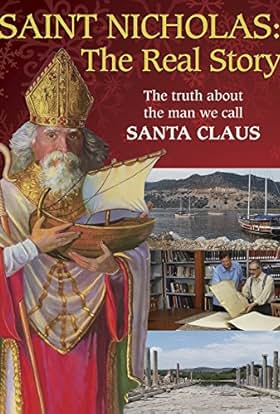 SAINT NICHOLAS:
The Real Story
The truth about
the man we call
SANTA CLAUS